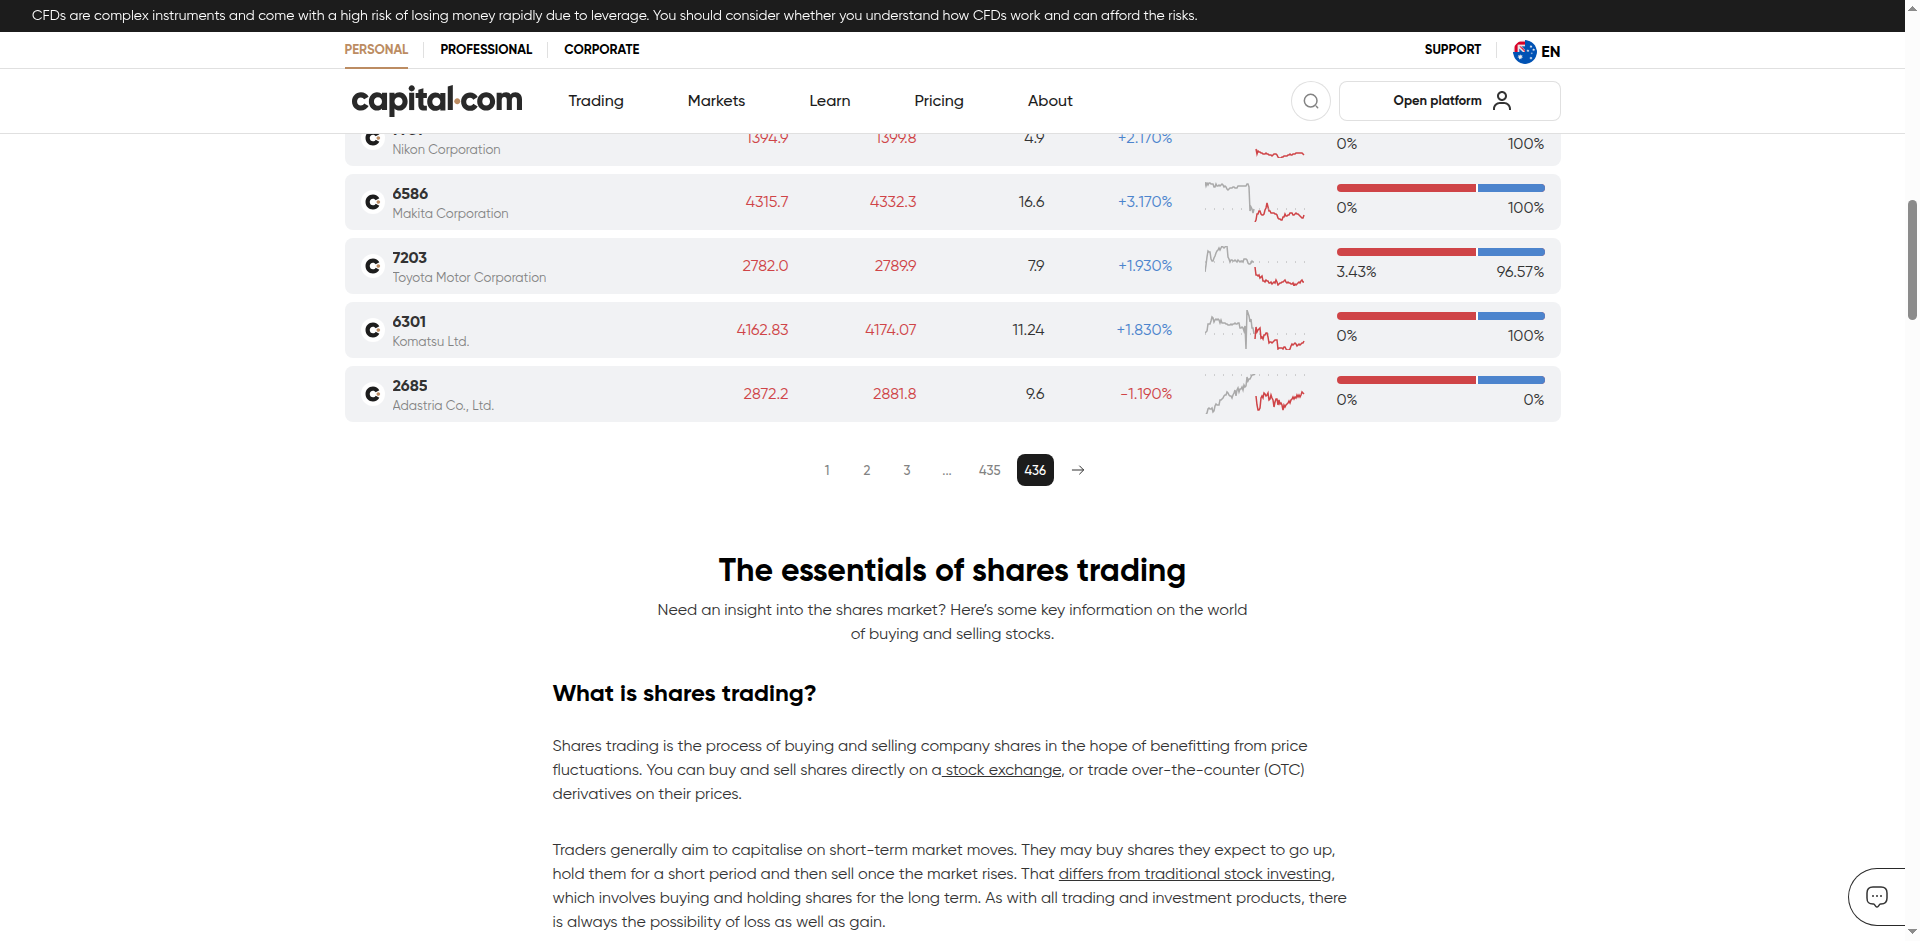 CFDs are complex instruments and come with a high risk of losing money rapidly due to leverage. You should consider whether you understand how CFDs work and can afford the risks.
PERSONAL PROFESSIONAL CORPORATE SUPPORT EN
capital.com Trading Markets Learn Pricing About Open platform
1394.9 1399.8 4.9 +2.170% 0% 100%
Nikon Corporation
6586
Makita Corporation 4315.7 4332.3 16.6 +3.170% 0% 100%
7203
Toyota Motor Corporation 2782.0 2789.9 7.9 +1.930% 3.43% 96.57%
6301
Komatsu Ltd. 4162.83 4174.07 11.24 +1.830% 0% 100%
2685
Adastria Co., Ltd. 2872.2 2881.8 9.6 -1.190% 0% 0%
1 2 3 ... 435 436
The essentials of shares trading
Need an insight into the shares market? Here’s some key information on the world
of buying and selling stocks.
What is shares trading?
Shares trading is the process of buying and selling company shares in the hope of benefitting from price
fluctuations. You can buy and sell shares directly on a stock exchange, or trade over-the-counter (OTC)
derivatives on their prices.
Traders generally aim to capitalise on short-term market moves. They may buy shares they expect to go up,
hold them for a short period and then sell once the market rises. That differs from traditional stock investing,
which involves buying and holding shares for the long term. As with all trading and investment products, there
is always the possibility of loss as well as gain.